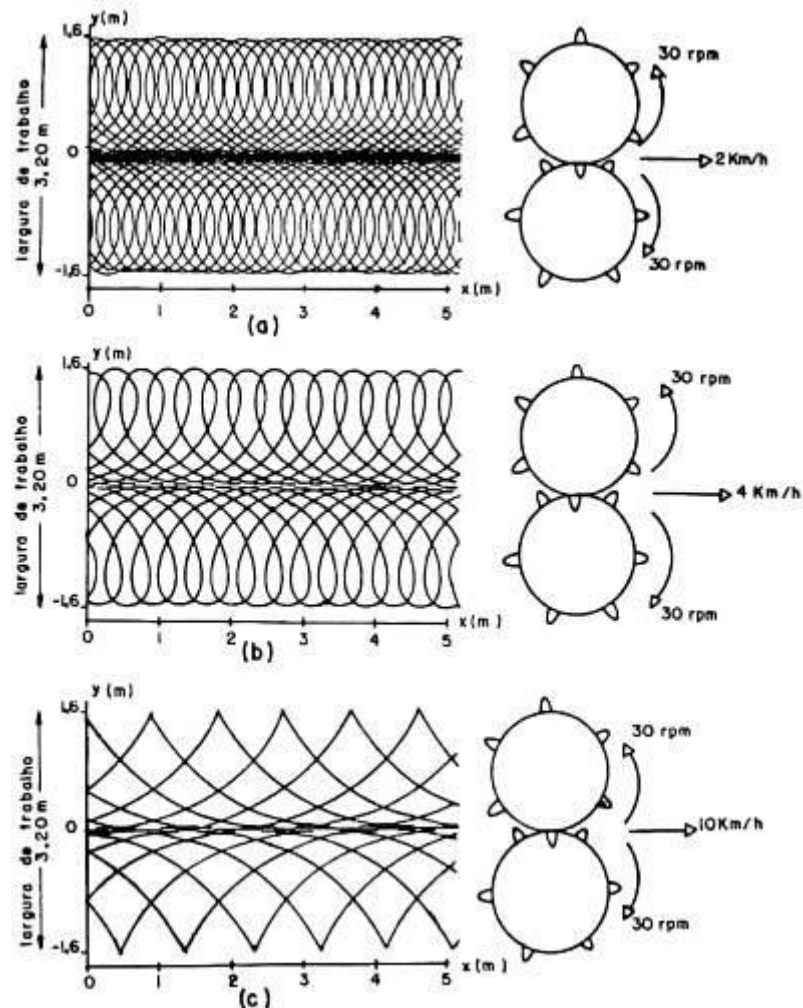 y(m)
1,6
0
-1,6
largura de trabalho
3,20 m
0 1 2 3 4 5
x(m)
(a)
30 rpm
2 Km/h
30 rpm
y(m)
1,6
0
-1,6
largura de trabalho
3,20 m
0 1 2 3 4 5
x(m)
(b)
30 rpm
4 Km/h
30 rpm
y(m)
1,6
0
-1,6
largura de trabalho
3,20 m
0 1 2 3 4 5
x(m)
(c)
30 rpm
10 Km/h
30 rpm